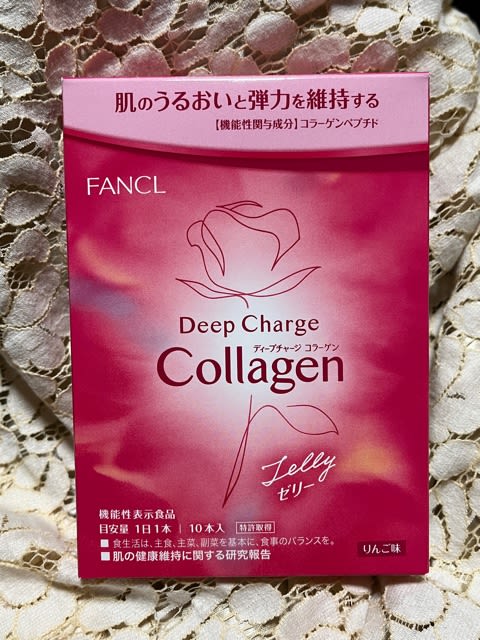 肌のうるおいと弾力を維持する
【機能性関与成分】コラーゲンペプチド
FANCL
Deep Charge
ディープチャージ コラーゲン
Collagen
Jelly
ゼリー
機能性表示食品
目安量 1日1本 | 10本入 特許取得
■ 食生活は、主食、主菜、副菜を基本に、食事のバランスを。
■ 肌の健康維持に関する研究報告
りんご味